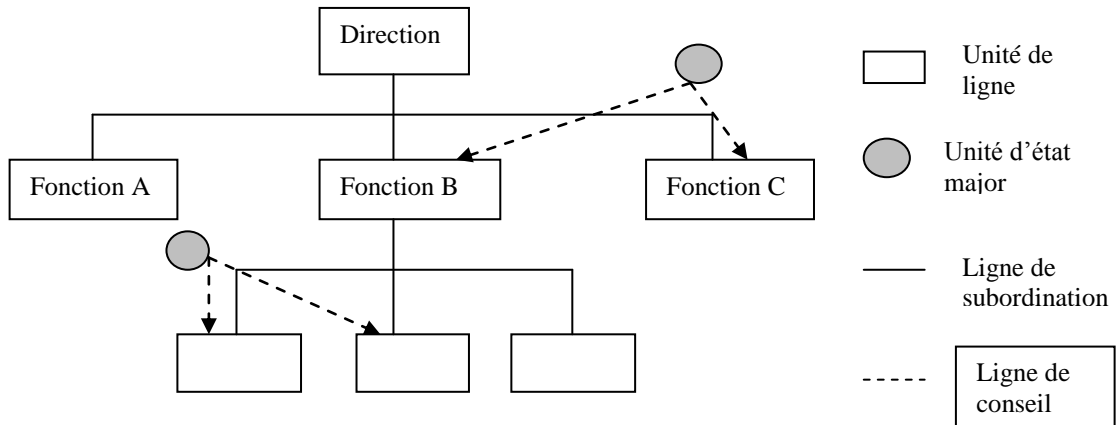 Direction
Unité de
ligne
Fonction A
Fonction B
Fonction C
Unité d'état
major
Ligne de
subordination
Ligne de
conseil